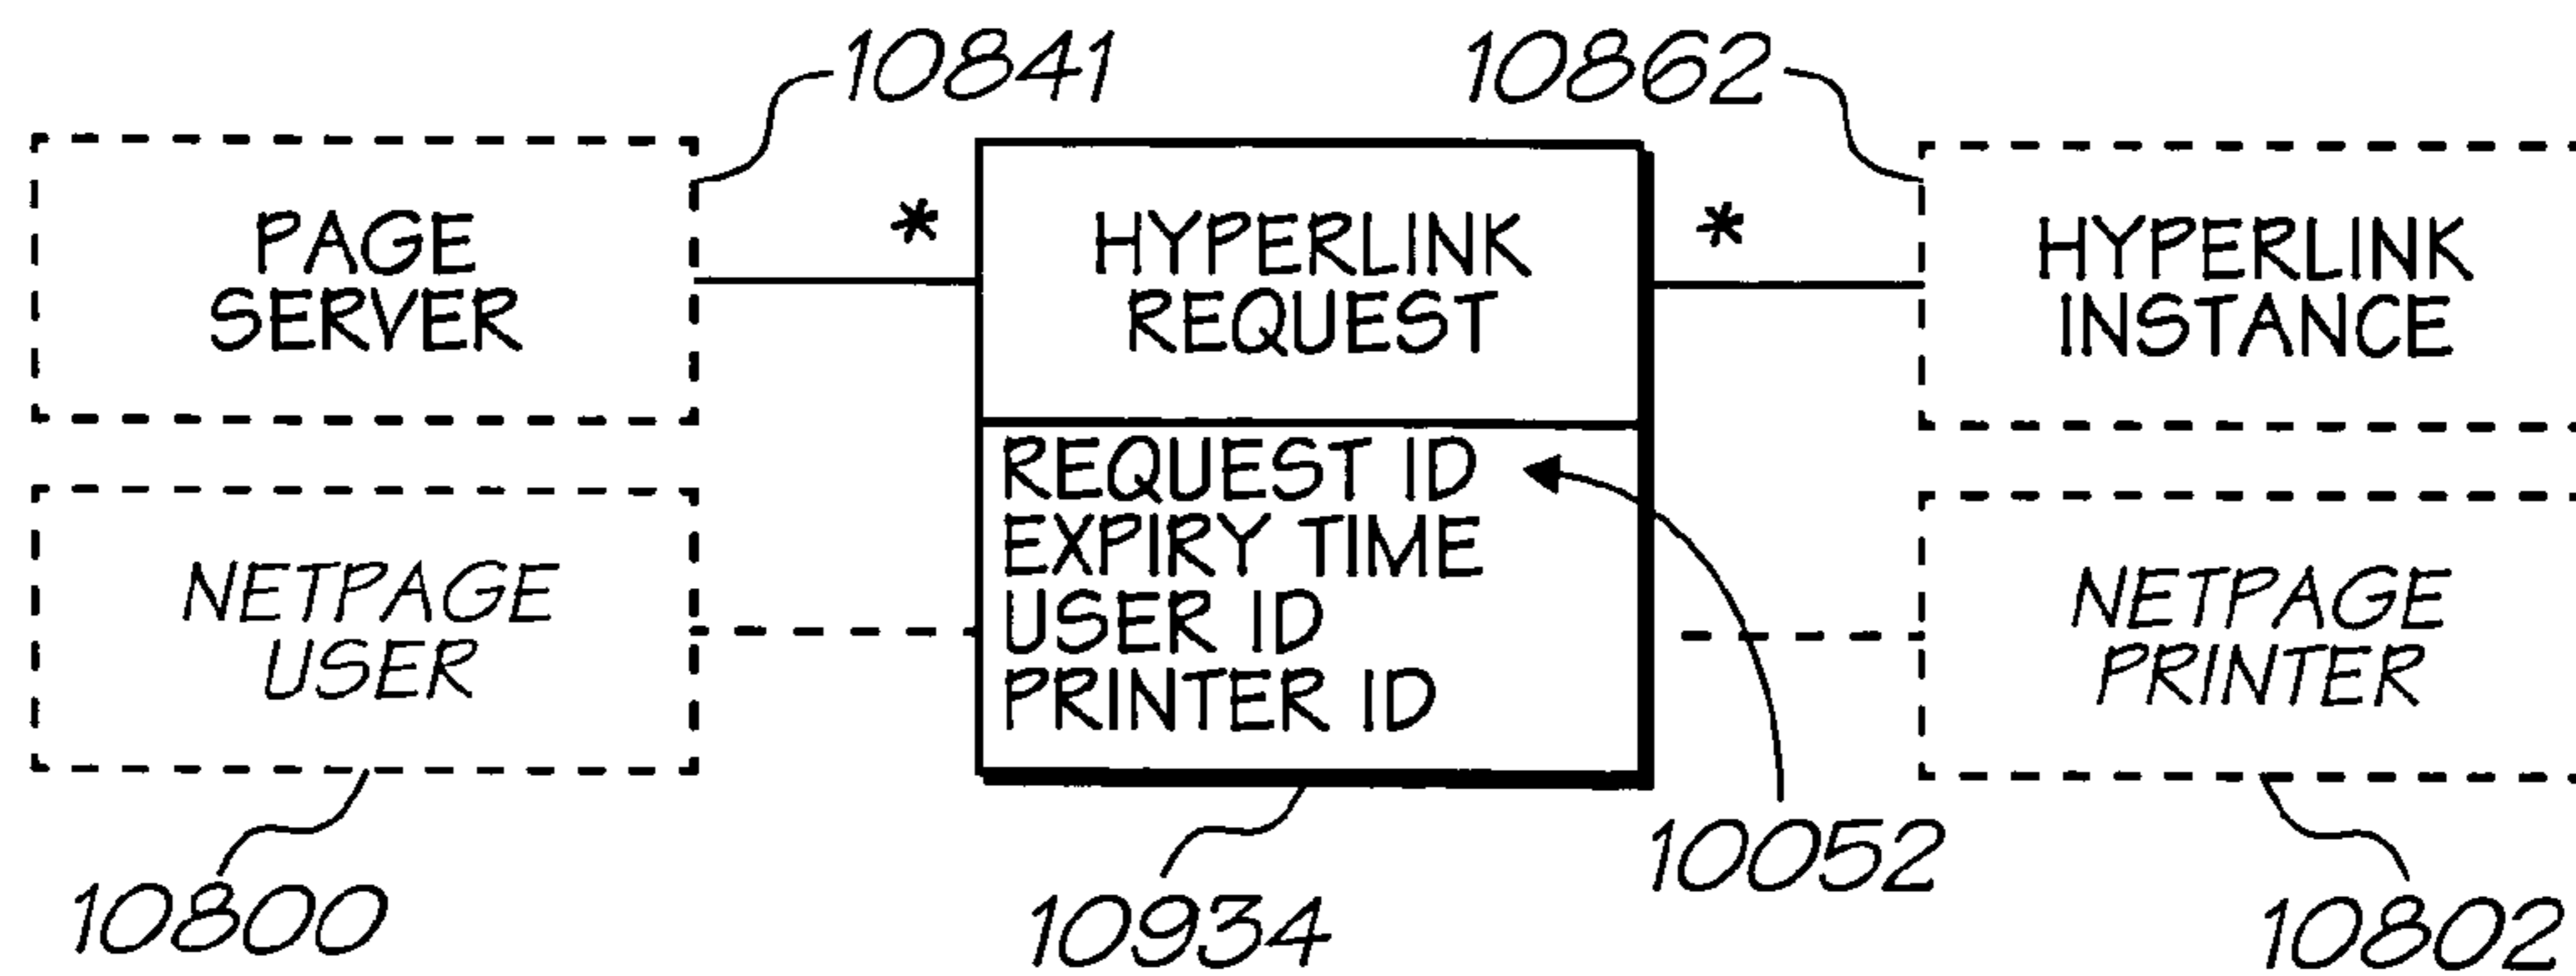 10841
10862
PAGE
SERVER
*
HYPERLINK
REQUEST
*
HYPERLINK
INSTANCE
REQUEST ID
EXPIRY TIME
USER ID
PRINTER ID
NETPAGE
USER
NETPAGE
PRINTER
10052
10800
10934
10802